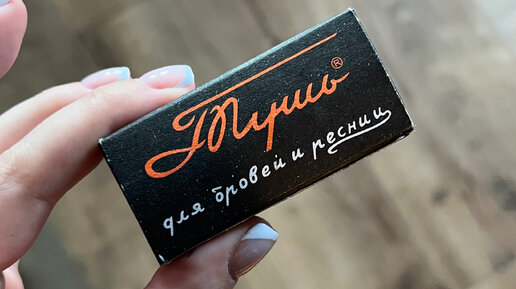 Тушь®
для бровей и ресниц